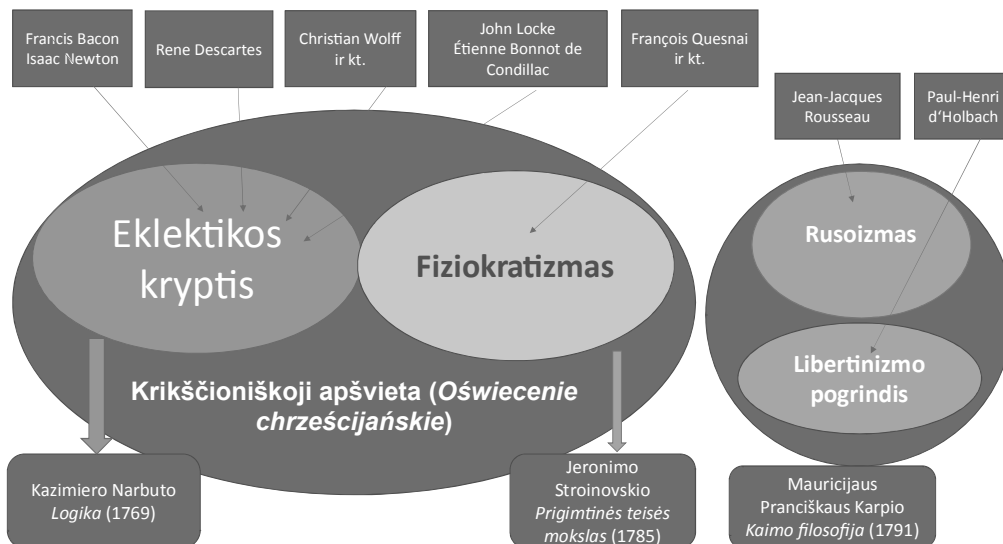 Francis Bacon
Isaac Newton
Rene Descartes
Christian Wolff
ir kt.
John Locke
Étienne Bonnot de
Condillac
François Quesnai
ir kt.
Jean-Jacques
Rousseau
Paul-Henri
d‘Holbach
Eklektikos
kryptis
Fiziokratizmas
Rusoizmas
Libertinizmo
pogrindis
Krikščioniškoji apšvieta (Oświecenie
chrześcijańskie)
Kazimiero Narbuto
Logika (1769)
Jeronimo
Stroinovskio
Prigimtinės teisės
mokslas (1785)
Mauricijaus
Pranciškaus Karpio
Kaimo filosofija (1791)